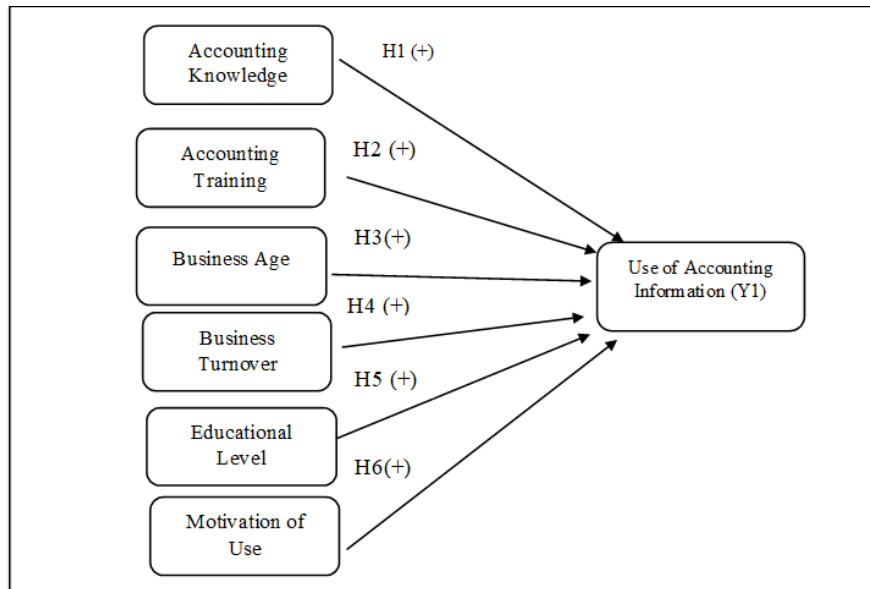 Accounting
Knowledge
H1 (+)
Accounting
Training
H2 (+)
Business Age
H3(+)
Use of Accounting
Information (Y1)
H4 (+)
Business
Turnover
H5 (+)
Educational
Level
H6(+)
Motivation of
Use